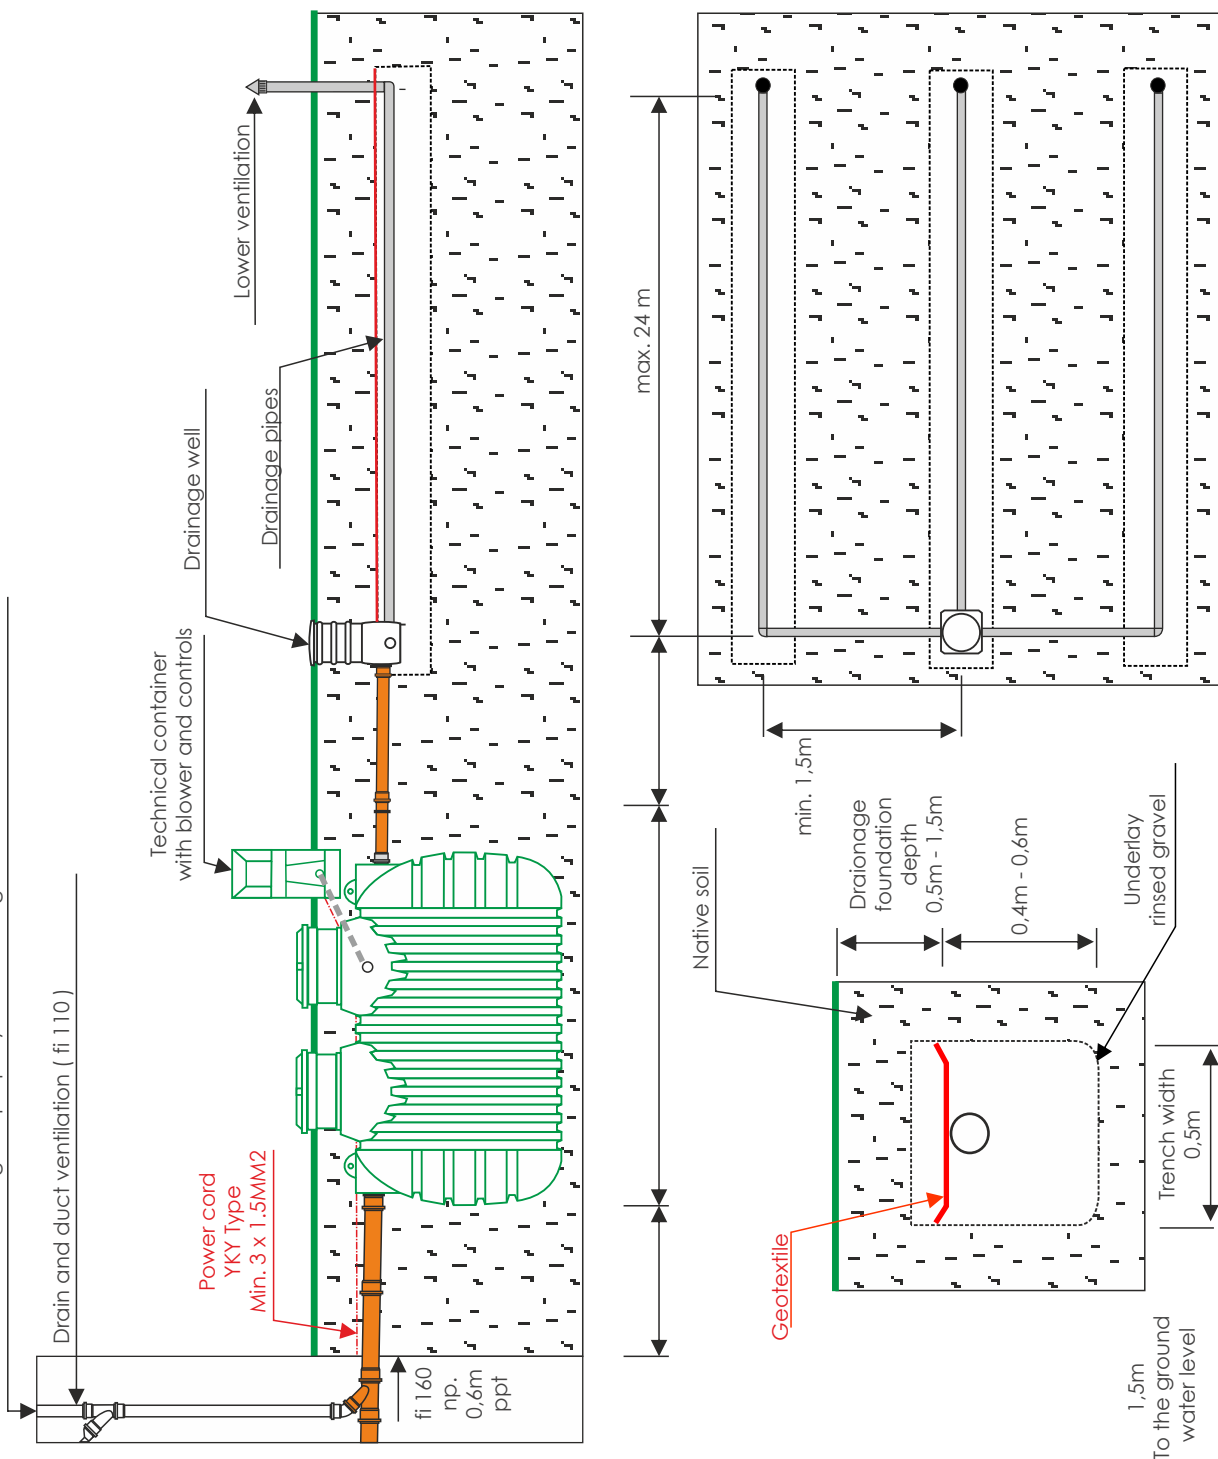 Drain and duct ventilation ( fi 110 )
Technical container
with blower and controls
Drainage well
Lower ventilation
Drainage pipes
Power cord
YKY Type
Min. 3 x 1.5MM2
fi 160
np.
0,6m
ppt
max. 24 m
min. 1,5m
Native soil
Draionage
foundation
depth
0,5m - 1,5m
0,4m - 0,6m
Underlay
rinsed gravel
Geotextile
Trench width
0,5m
1,5m
To the ground
water level